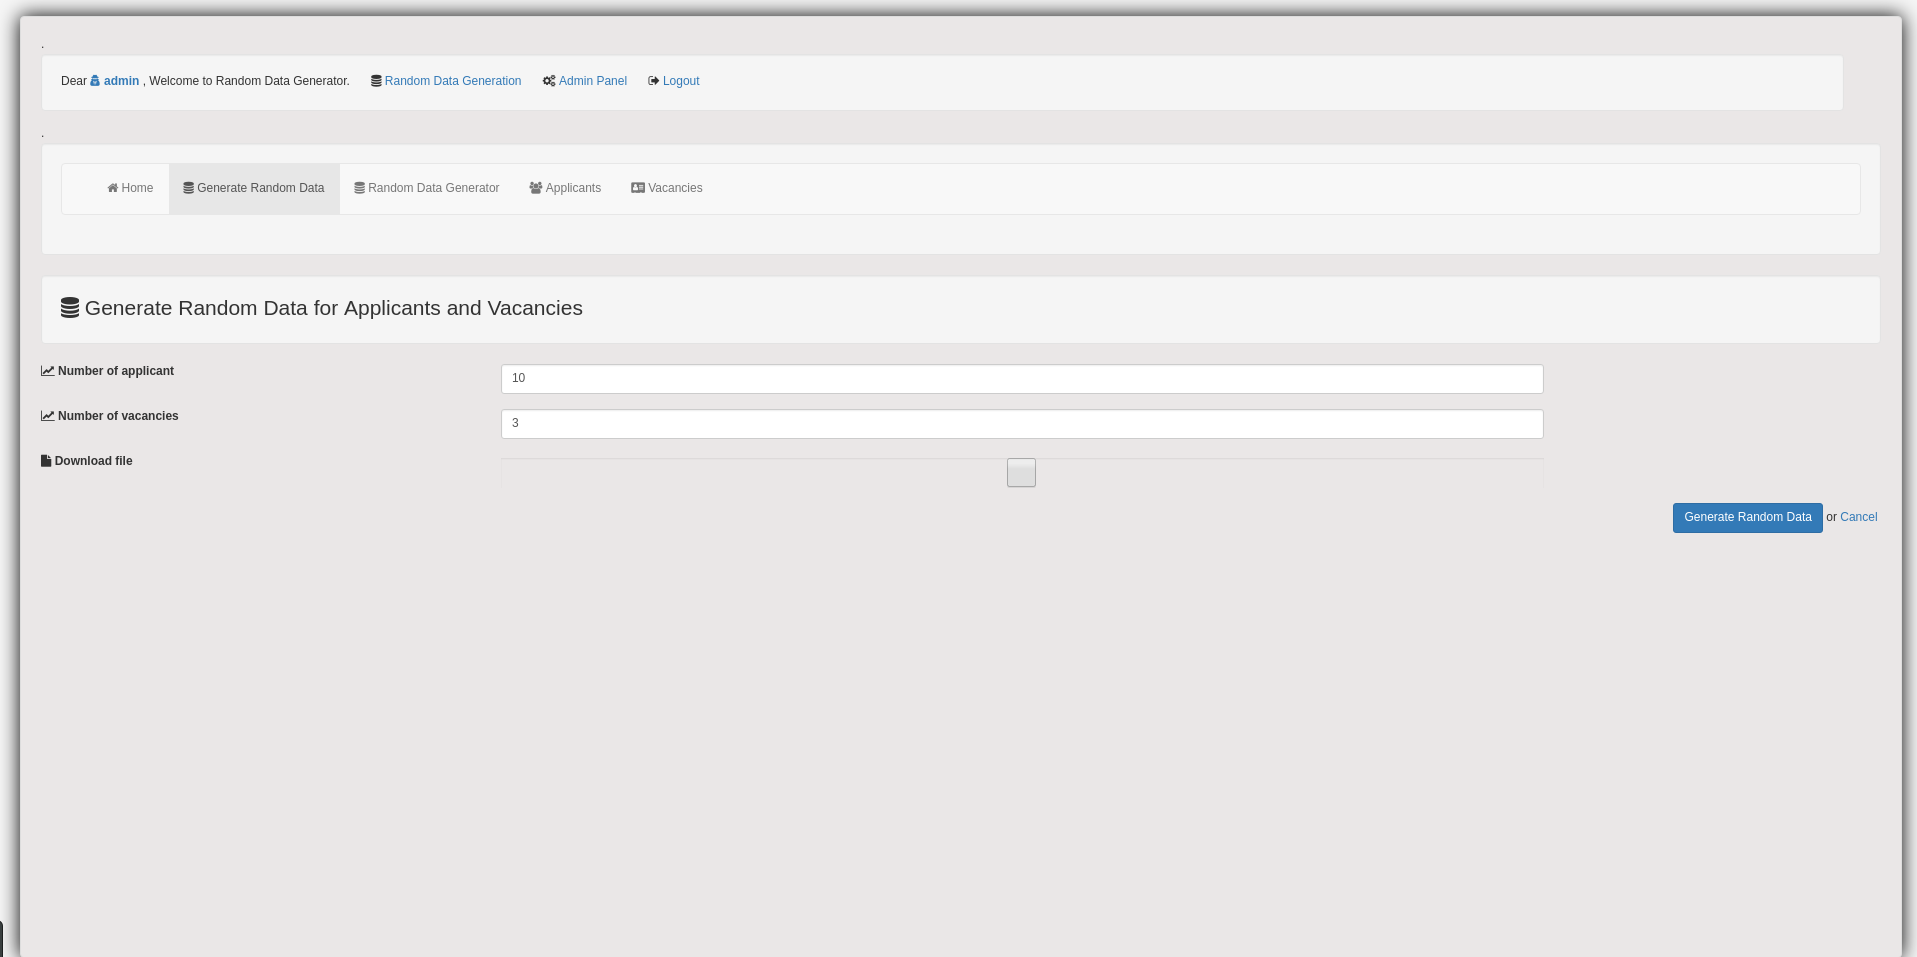 .
Dear admin , Welcome to Random Data Generator. Random Data Generation Admin Panel Logout
.
Home Generate Random Data Random Data Generator Applicants Vacancies
Generate Random Data for Applicants and Vacancies
Number of applicant 10
Number of vacancies 3
Download file
Generate Random Data or Cancel